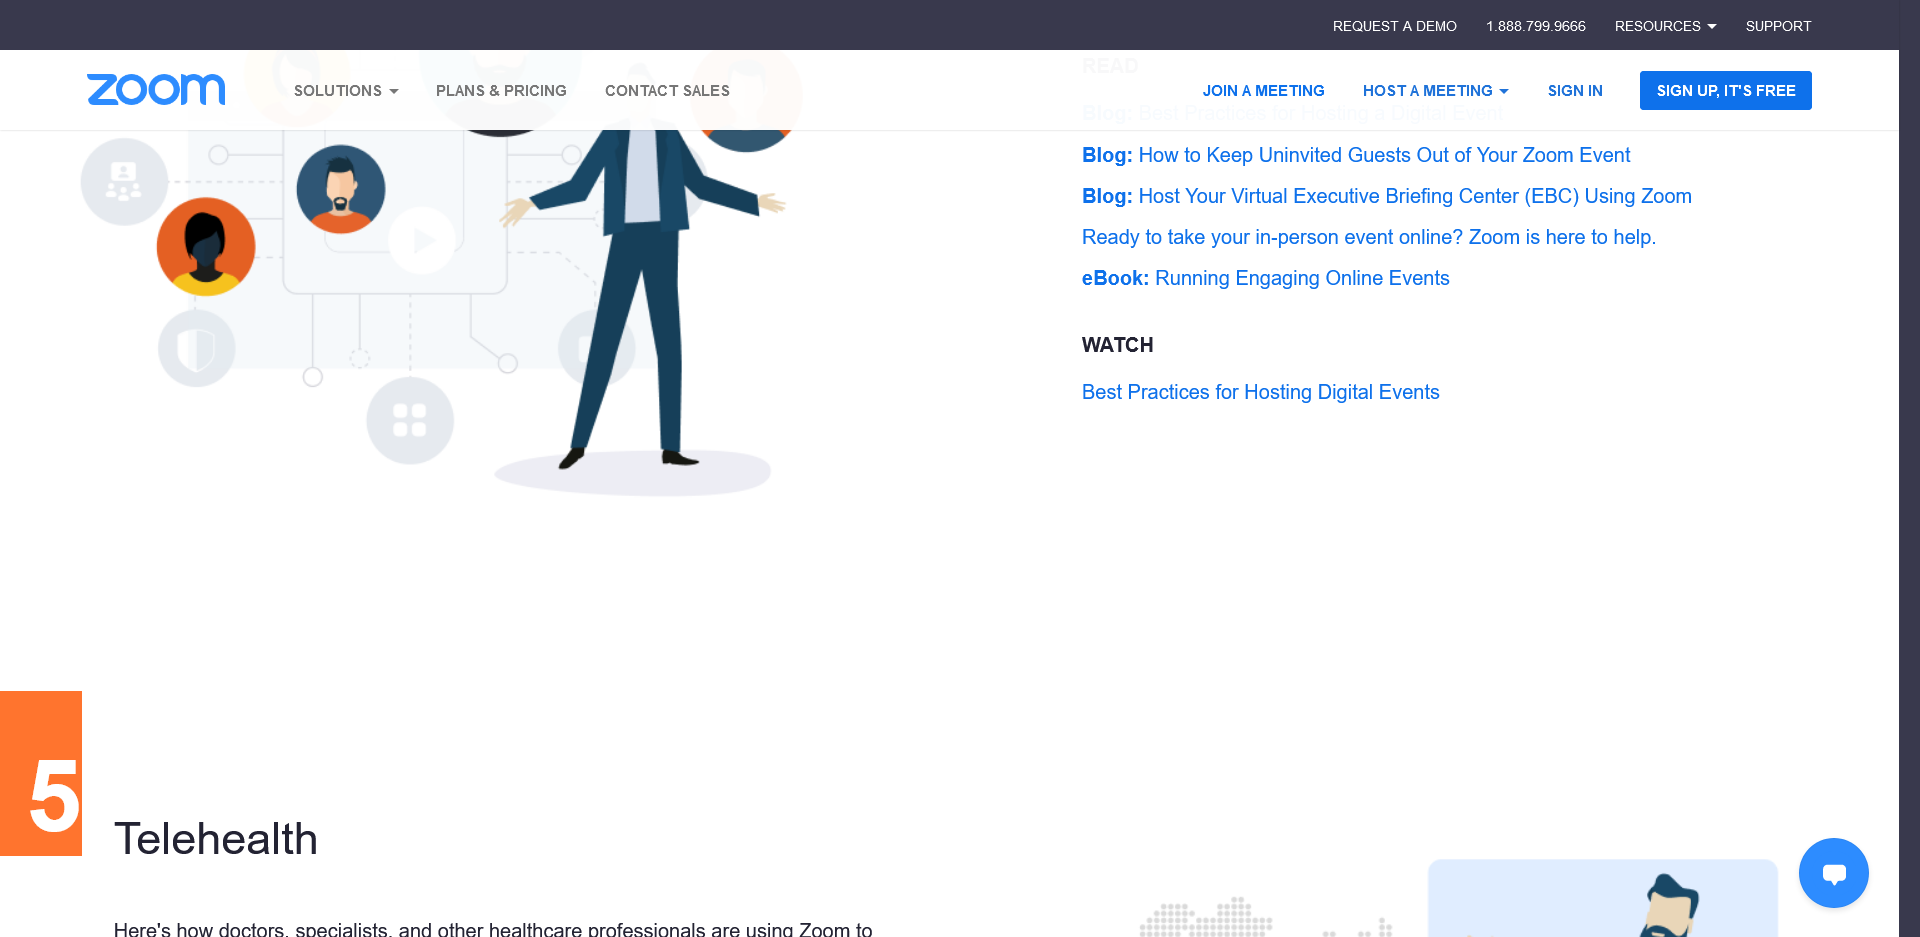 REQUEST A DEMO 1.888.799.9666 RESOURCES SUPPORT
zoom SOLUTIONS PLANS & PRICING CONTACT SALES JOIN A MEETING HOST A MEETING SIGN IN SIGN UP, IT'S FREE
READ
Blog: Best Practices for Hosting a Digital Event
Blog: How to Keep Uninvited Guests Out of Your Zoom Event
Blog: Host Your Virtual Executive Briefing Center (EBC) Using Zoom
Ready to take your in-person event online? Zoom is here to help.
eBook: Running Engaging Online Events
WATCH
Best Practices for Hosting Digital Events
5
Telehealth
Here's how doctors, specialists, and other healthcare professionals are using Zoom to